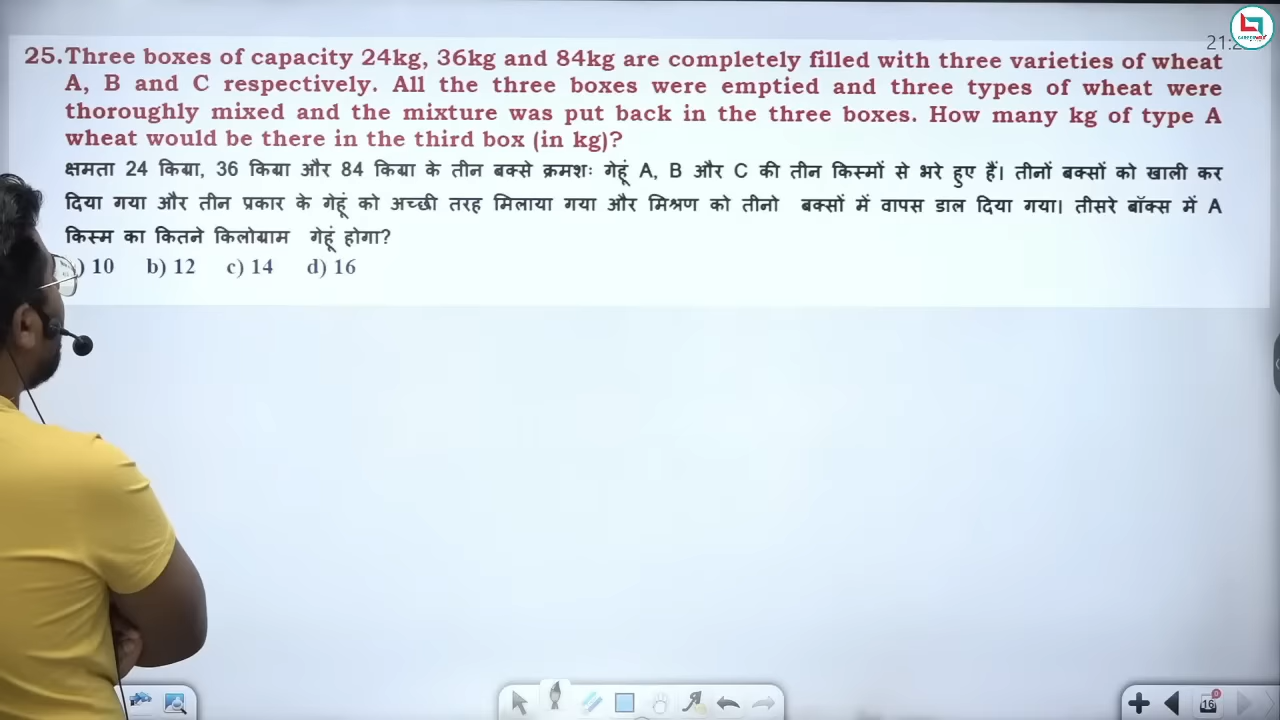 21:2
25.Three boxes of capacity 24kg, 36kg and 84kg are completely filled with three varieties of wheat
A, B and C respectively. All the three boxes were emptied and three types of wheat were
thoroughly mixed and the mixture was put back in the three boxes. How many kg of type A
wheat would be there in the third box (in kg)?
क्षमता 24 किग्रा, 36 किग्रा और 84 किग्रा के तीन बक्से क्रमशः गेहूं A, B और C की तीन किस्मों से भरे हुए हैं। तीनों बक्सों को खाली कर
दिया गया और तीन प्रकार के गेहूं को अच्छी तरह मिलाया गया और मिश्रण को तीनो बक्सों में वापस डाल दिया गया। तीसरे बॉक्स में A
किस्म का कितने किलोग्राम गेहूं होगा?
) 10 b) 12 c) 14 d) 16
16